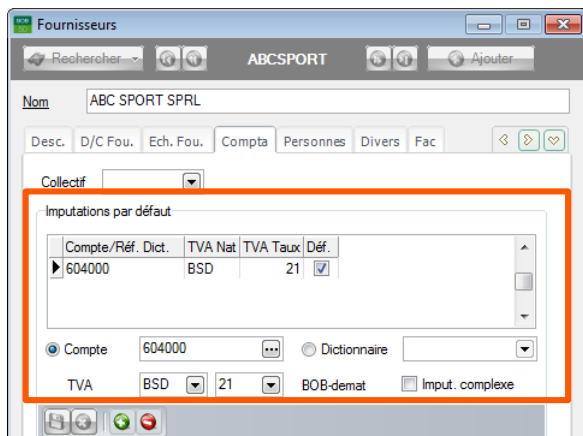 Fournisseurs
Rechercher ABCSPORT Ajouter
Nom ABC SPORT SPRL
Desc. D/C Fou. Ech. Fou. Compta Personnes Divers Fac
Collectif
Imputations par défaut
Compte/Réf. Dict. TVA Nat TVA Taux Déf.
604000 BSD 21
Compte 604000 ... Dictionnaire
TVA BSD 21 BOB-demat Imput. complexe